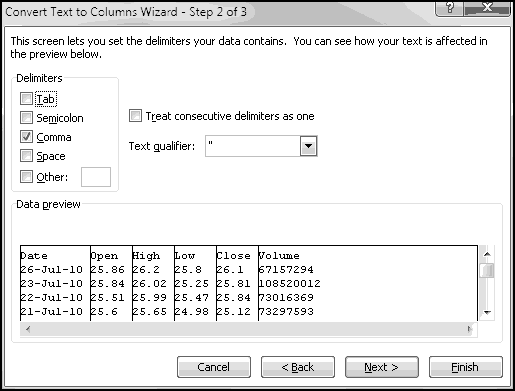 Convert Text to Columns Wizard - Step 2 of 3
This screen lets you set the delimiters your data contains. You can see how your text is affected in
the preview below.
Delimiters
Tab
Semicolon
Comma
Space
Other:
Treat consecutive delimiters as one
Text qualifier: "
Data preview
Date Open High Low Close Volume
26-Jul-10 25.86 26.2 25.8 26.1 67157294
23-Jul-10 25.84 26.02 25.25 25.81 108520012
22-Jul-10 25.51 25.99 25.47 25.84 73016369
21-Jul-10 25.6 25.65 24.98 25.12 73297593
Cancel < Back Next > Finish